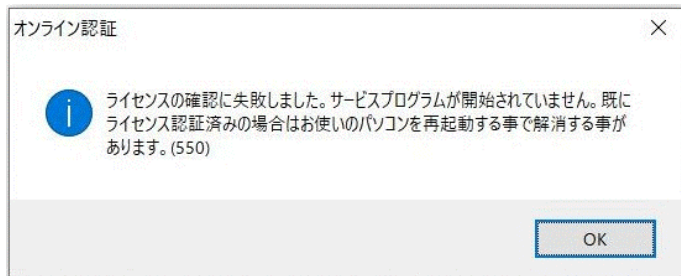 オンライン認証
ライセンスの確認に失敗しました。サービスプログラムが開始されていません。既に
ライセンス認証済みの場合はお使いのパソコンを再起動する事で解消する事が
あります。(550)
OK